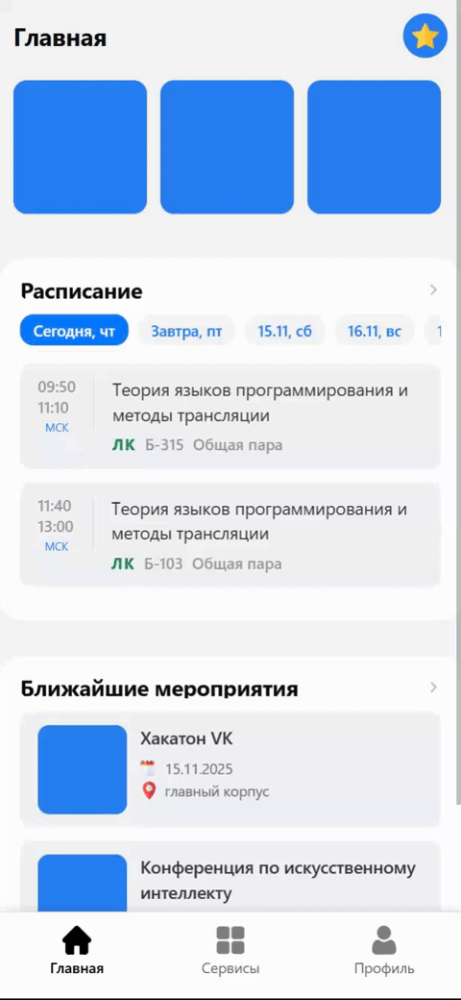 Главная
Расписание
Сегодня, чт
Завтра, пт
15.11, сб
16.11, вс
09:50
11:10
МСК
Теория языков программирования и
методы трансляции
ЛК Б-315 Общая пара
11:40
13:00
МСК
Теория языков программирования и
методы трансляции
ЛК Б-103 Общая пара
Ближайшие мероприятия
Хакатон VK
15.11.2025
главный корпус
Конференция по искусственному
интеллекту
Главная
Сервисы
Профиль